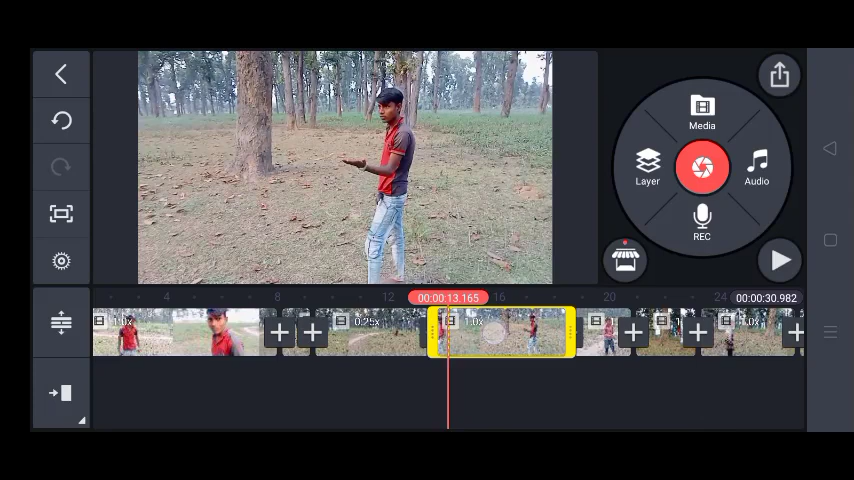 Media
Layer
Audio
REC
4
8
12
00:00:13.165
16
20
24
00:00:30.982
1.0x
0.25x
1.0x
1.0x